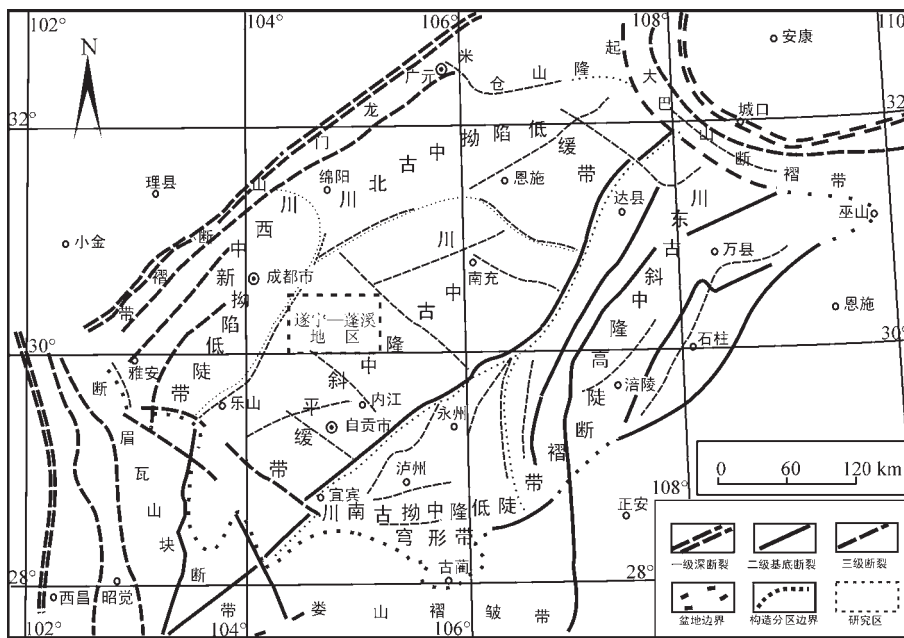 102°
104°
106°
108°
110
N
32°
32
30°
30°
28°
28°
102°
104°
106°
108°
安康
城口
广元
绵阳
理县
小金
恩施
达县
巫山
万县
恩施
成都市
南充
石柱
遂宁—蓬溪
地 区
雅安
乐山
内江
自贡市
永州
涪陵
泸州
宜宾
正安
古蔺
西昌
昭觉
米仓山隆起
大巴山断褶带
龙门山断褶带
川北古中拗陷低缓带
川西中新拗陷低陡带
川中古隆中斜平缓带
川东古斜中隆高陡断褶带
川南古拗中隆低陡
穹形带
峨眉瓦山块断带
娄山褶皱带
0 60 120 km
一级深断裂
二级基底断裂
三级断裂
盆地边界
构造分区边界
研究区